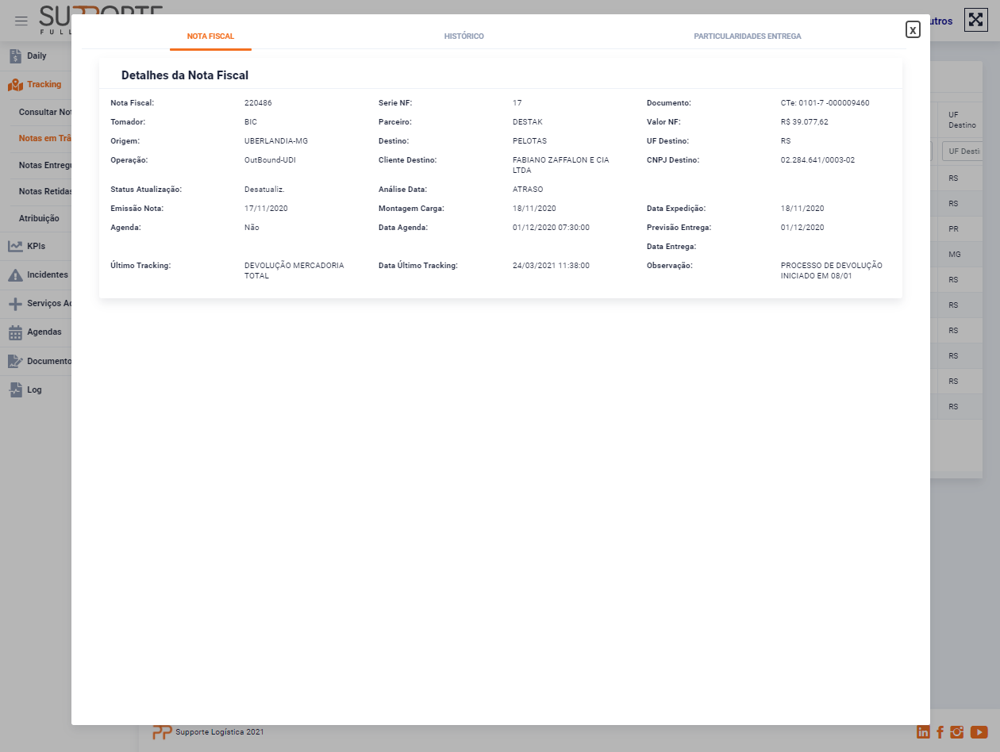 NOTA FISCAL
HISTÓRICO
PARTICULARIDADES ENTREGA
x
Detalhes da Nota Fiscal
Nota Fiscal: 220486 Serie NF: 17 Documento: CTe: 0101-7 -000009460
Tomador: BIC Parceiro: DESTAK Valor NF: R$ 39.077,62
Origem: UBERLANDIA-MG Destino: PELOTAS UF Destino: RS
Operação: OutBound-UDI Cliente Destino: FABIANO ZAFFALON E CIA CNPJ Destino: 02.284.641/0003-02
LTDA
Status Atualização: Desatualiz. Análise Data: ATRASO
Emissão Nota: 17/11/2020 Montagem Carga: 18/11/2020 Data Expedição: 18/11/2020
Agenda: Não Data Agenda: 01/12/2020 07:30:00 Previsão Entrega: 01/12/2020
Data Entrega:
Último Tracking: DEVOLUÇÃO MERCADORIA Data Último Tracking: 24/03/2021 11:38:00 Observação: PROCESSO DE DEVOLUÇÃO
TOTAL INICIADO EM 08/01
Daily
Tracking
Consultar Not
Notas em Trâ
Notas Entregu
Notas Retidas
Atribuição
KPIs
Incidentes
Serviços Ad
Agendas
Documento
Log
utros
UF
Destino
UF Desti
RS
RS
PR
MG
RS
RS
RS
RS
RS
RS
Supporte Logística 2021